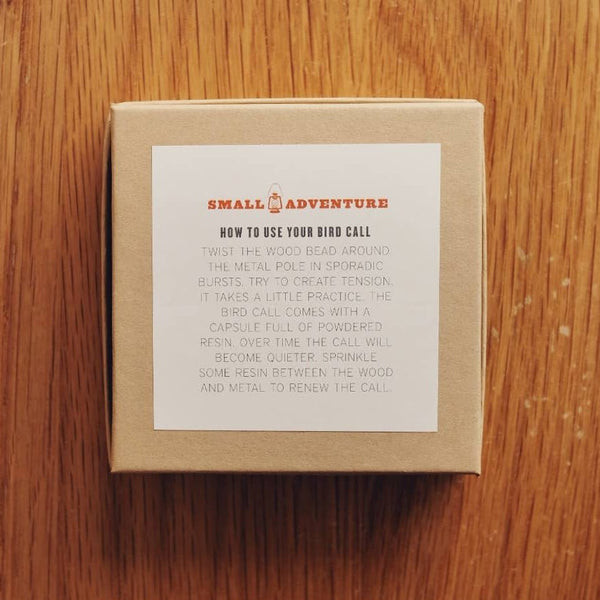 SMALL ADVENTURE
HOW TO USE YOUR BIRD CALL
TWIST THE WOOD BEAD AROUND
THE METAL POLE IN SPORADIC
BURSTS. TRY TO CREATE TENSION.
IT TAKES A LITTLE PRACTICE. THE
BIRD CALL COMES WITH A
CAPSULE FULL OF POWDERED
RESIN. OVER TIME THE CALL WILL
BECOME QUIETER. SPRINKLE
SOME RESIN BETWEEN THE WOOD
AND METAL TO RENEW THE CALL.